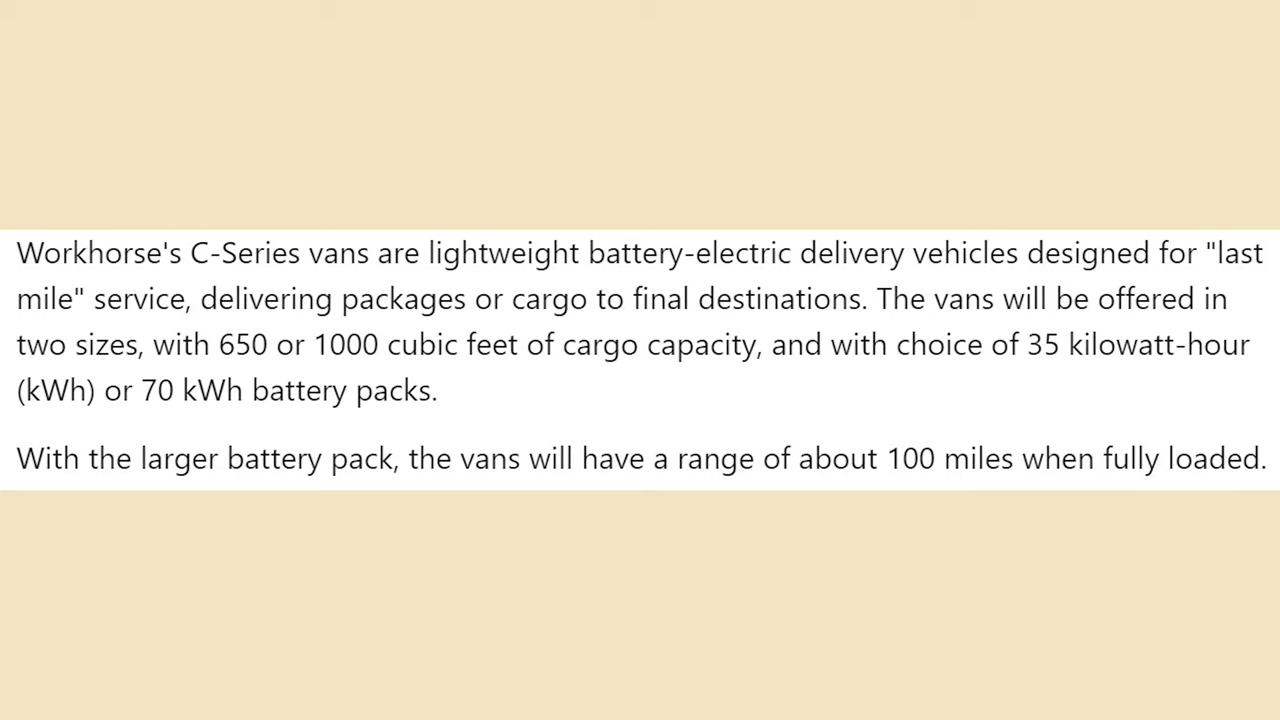 Workhorse's C-Series vans are lightweight battery-electric delivery vehicles designed for "last
mile" service, delivering packages or cargo to final destinations. The vans will be offered in
two sizes, with 650 or 1000 cubic feet of cargo capacity, and with choice of 35 kilowatt-hour
(kWh) or 70 kWh battery packs.
With the larger battery pack, the vans will have a range of about 100 miles when fully loaded.